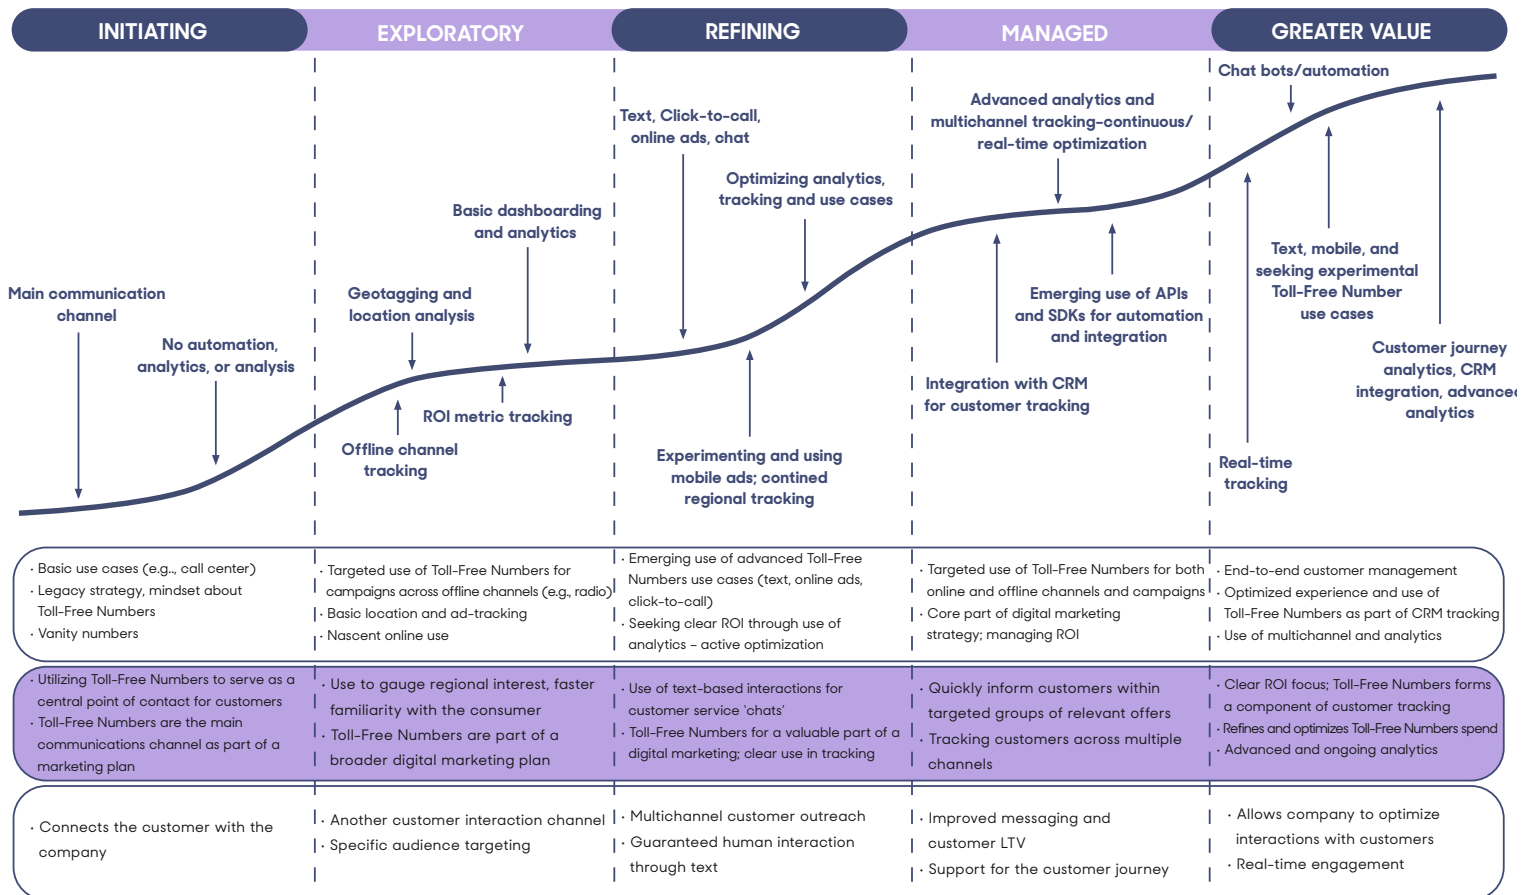 INITIATING
EXPLORATORY
REFINING
MANAGED
GREATER VALUE
Main communication
channel
No automation,
analytics, or analysis
Geotagging and
location analysis
Basic dashboarding
and analytics
ROI metric tracking
Offline channel
tracking
Text, Click-to-call,
online ads, chat
Optimizing analytics,
tracking and use cases
Experimenting and using
mobile ads; contined
regional tracking
Advanced analytics and
multichannel tracking-continuous/
real-time optimization
Emerging use of APIs
and SDKs for automation
and integration
Integration with CRM
for customer tracking
Chat bots/automation
Text, mobile, and
seeking experimental
Toll-Free Number
use cases
Customer journey
analytics, CRM
integration, advanced
analytics
Real-time
tracking
· Basic use cases (e.g.., call center)
· Legacy strategy, mindset about
Toll-Free Numbers
· Vanity numbers
· Targeted use of Toll-Free Numbers for
campaigns across offline channels (e.g., radio)
· Basic location and ad-tracking
· Nascent online use
· Emerging use of advanced Toll-Free
Numbers use cases (text, online ads,
click-to-call)
· Seeking clear ROI through use of
analytics – active optimization
· Targeted use of Toll-Free Numbers for both
online and offline channels and campaigns
· Core part of digital marketing
strategy; managing ROI
· End-to-end customer management
· Optimized experience and use of
Toll-Free Numbers as part of CRM tracking
· Use of multichannel and analytics
· Utilizing Toll-Free Numbers to serve as a
central point of contact for customers
· Toll-Free Numbers are the main
communications channel as part of a
marketing plan
· Use to gauge regional interest, faster
familiarity with the consumer
· Toll-Free Numbers are part of a
broader digital marketing plan
· Use of text-based interactions for
customer service ‘chats’
· Toll-Free Numbers for a valuable part of a
digital marketing; clear use in tracking
· Quickly inform customers within
targeted groups of relevant offers
· Tracking customers across multiple
channels
· Clear ROI focus; Toll-Free Numbers forms
a component of customer tracking
· Refines and optimizes Toll-Free Numbers spend
· Advanced and ongoing analytics
· Connects the customer with the
company
· Another customer interaction channel
· Specific audience targeting
· Multichannel customer outreach
· Guaranteed human interaction
through text
· Improved messaging and
customer LTV
· Support for the customer journey
· Allows company to optimize
interactions with customers
· Real-time engagement